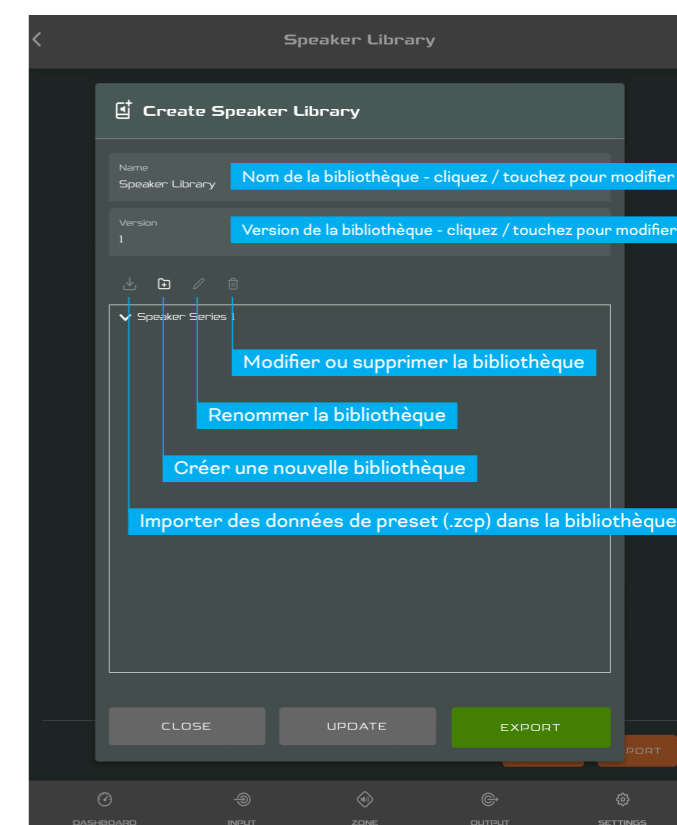 Speaker Library
Create Speaker Library
Name
Speaker Library
Nom de la bibliothèque - cliquez / touchez pour modifier
Version
1
Version de la bibliothèque - cliquez / touchez pour modifier
Speaker Series 1
Modifier ou supprimer la bibliothèque
Renommer la bibliothèque
Créer une nouvelle bibliothèque
Importer des données de preset (.zcp) dans la bibliothèque
CLOSE
UPDATE
EXPORT
PORT
DASHBOARD
INPUT
ZONE
OUTPUT
SETTINGS